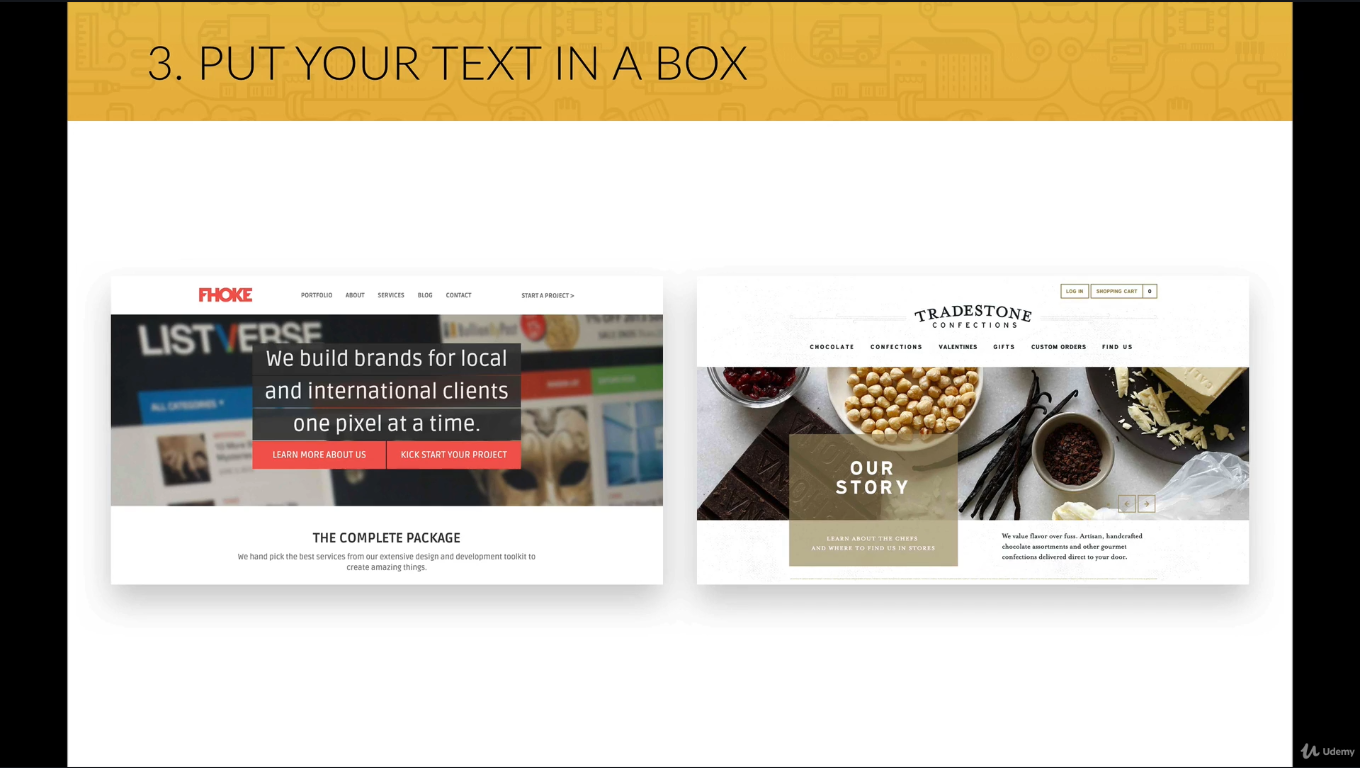 3. PUT YOUR TEXT IN A BOX
FHOKE
PORTFOLIO ABOUT SERVICES BLOG CONTACT START A PROJECT >
LISTVERSE
ALL CATEGORIES
We build brands for local
and international clients
one pixel at a time.
LEARN MORE ABOUT US KICK START YOUR PROJECT
THE COMPLETE PACKAGE
We hand pick the best services from our extensive design and development toolkit to
create amazing things.
LOG IN SHOPPING CART 0
TRADESTONE
CONFECTIONS
CHOCOLATE CONFECTIONS VALENTINES GIFTS CUSTOM ORDERS FIND US
OUR
STORY
LEARN ABOUT THE CHEFS
AND WHERE TO FIND US IN STORES
We value flavor over fuss. Artisan, handcrafted
chocolate assortments and other gourmet
confections delivered direct to your door.
Udemy